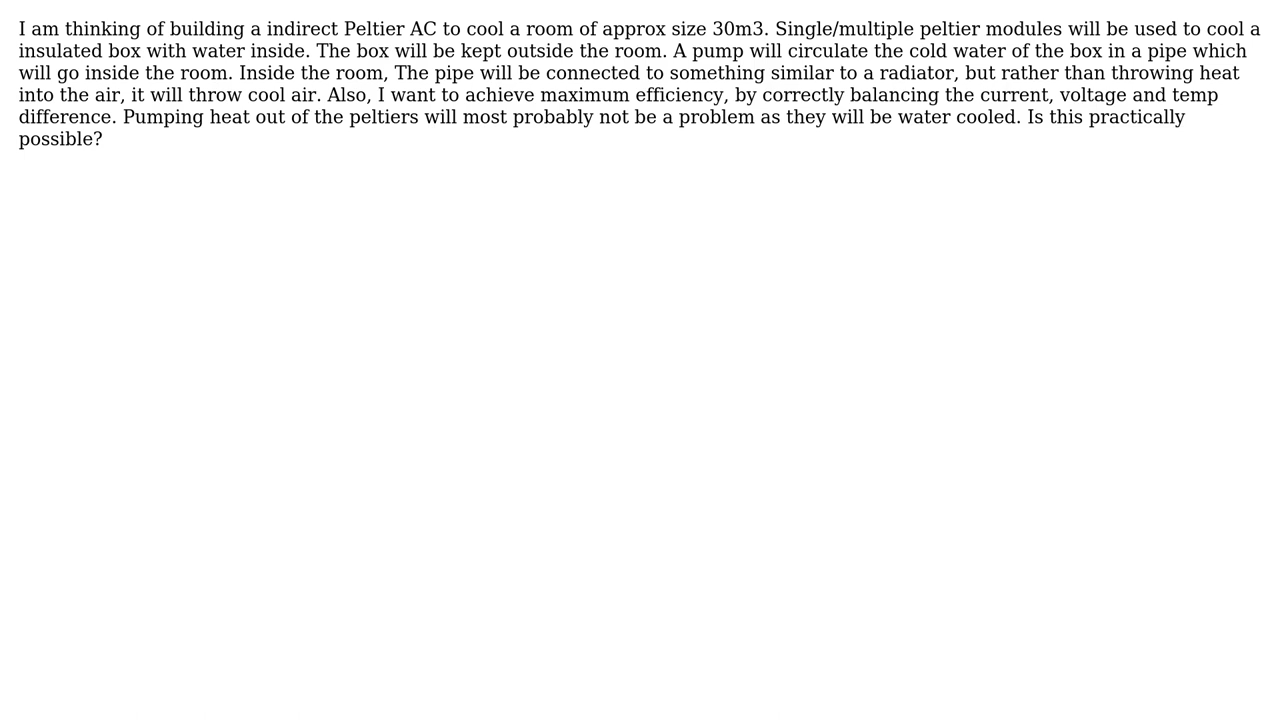 I am thinking of building a indirect Peltier AC to cool a room of approx size 30m3. Single/multiple peltier modules will be used to cool a
insulated box with water inside. The box will be kept outside the room. A pump will circulate the cold water of the box in a pipe which
will go inside the room. Inside the room, The pipe will be connected to something similar to a radiator, but rather than throwing heat
into the air, it will throw cool air. Also, I want to achieve maximum efficiency, by correctly balancing the current, voltage and temp
difference. Pumping heat out of the peltiers will most probably not be a problem as they will be water cooled. Is this practically
possible?